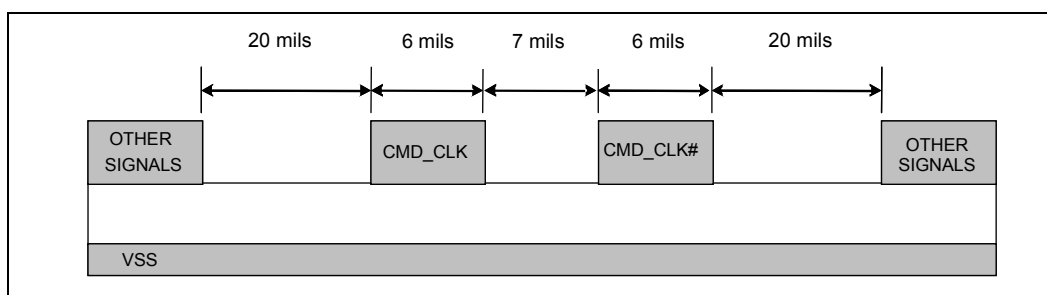 20 mils 6 mils 7 mils 6 mils 20 mils
OTHER
SIGNALS
CMD_CLK
CMD_CLK#
OTHER
SIGNALS
VSS